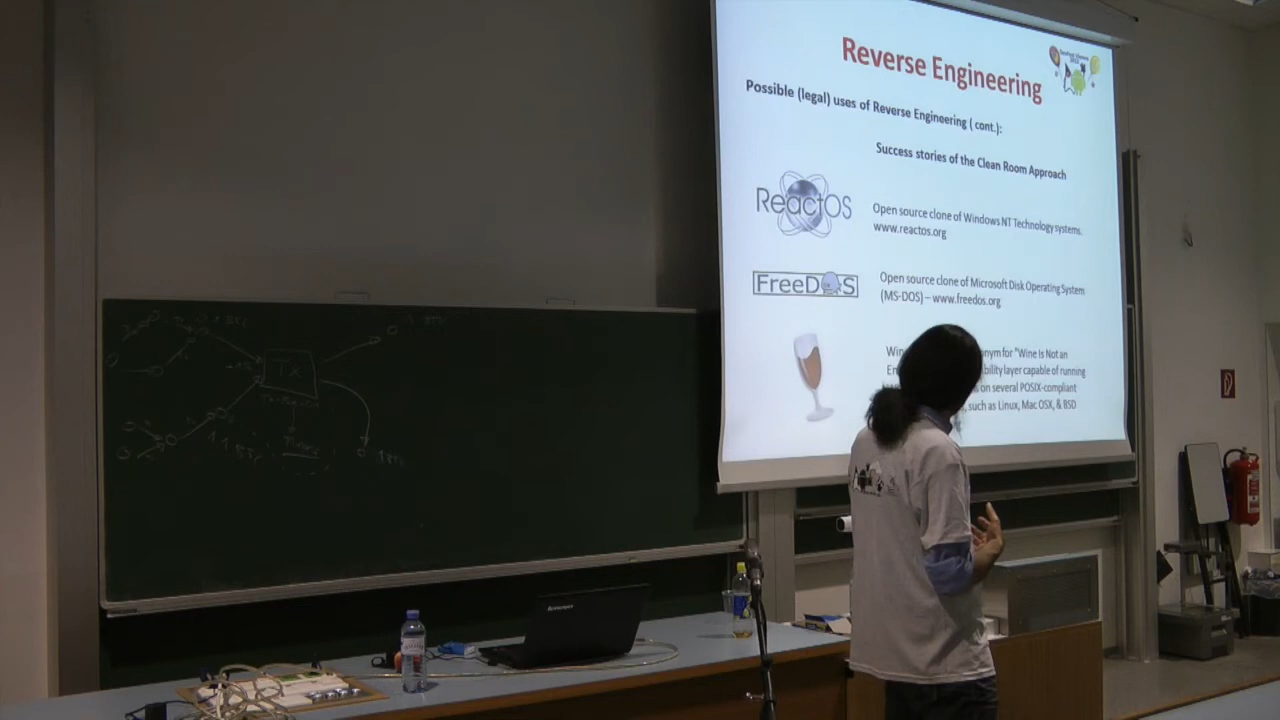 Reverse Engineering
Possible (legal) uses of Reverse Engineering ( cont.):
Success stories of the Clean Room Approach
ReactOS
Open source clone of Windows NT Technology systems.
www.reactos.org
FreeDOS
Open source clone of Microsoft Disk Operating System
(MS-DOS) – www.freedos.org
for "Wine Is Not an
layer capable of running
on several POSIX-compliant
such as Linux, Mac OSX, & BSD
TX
lenovo